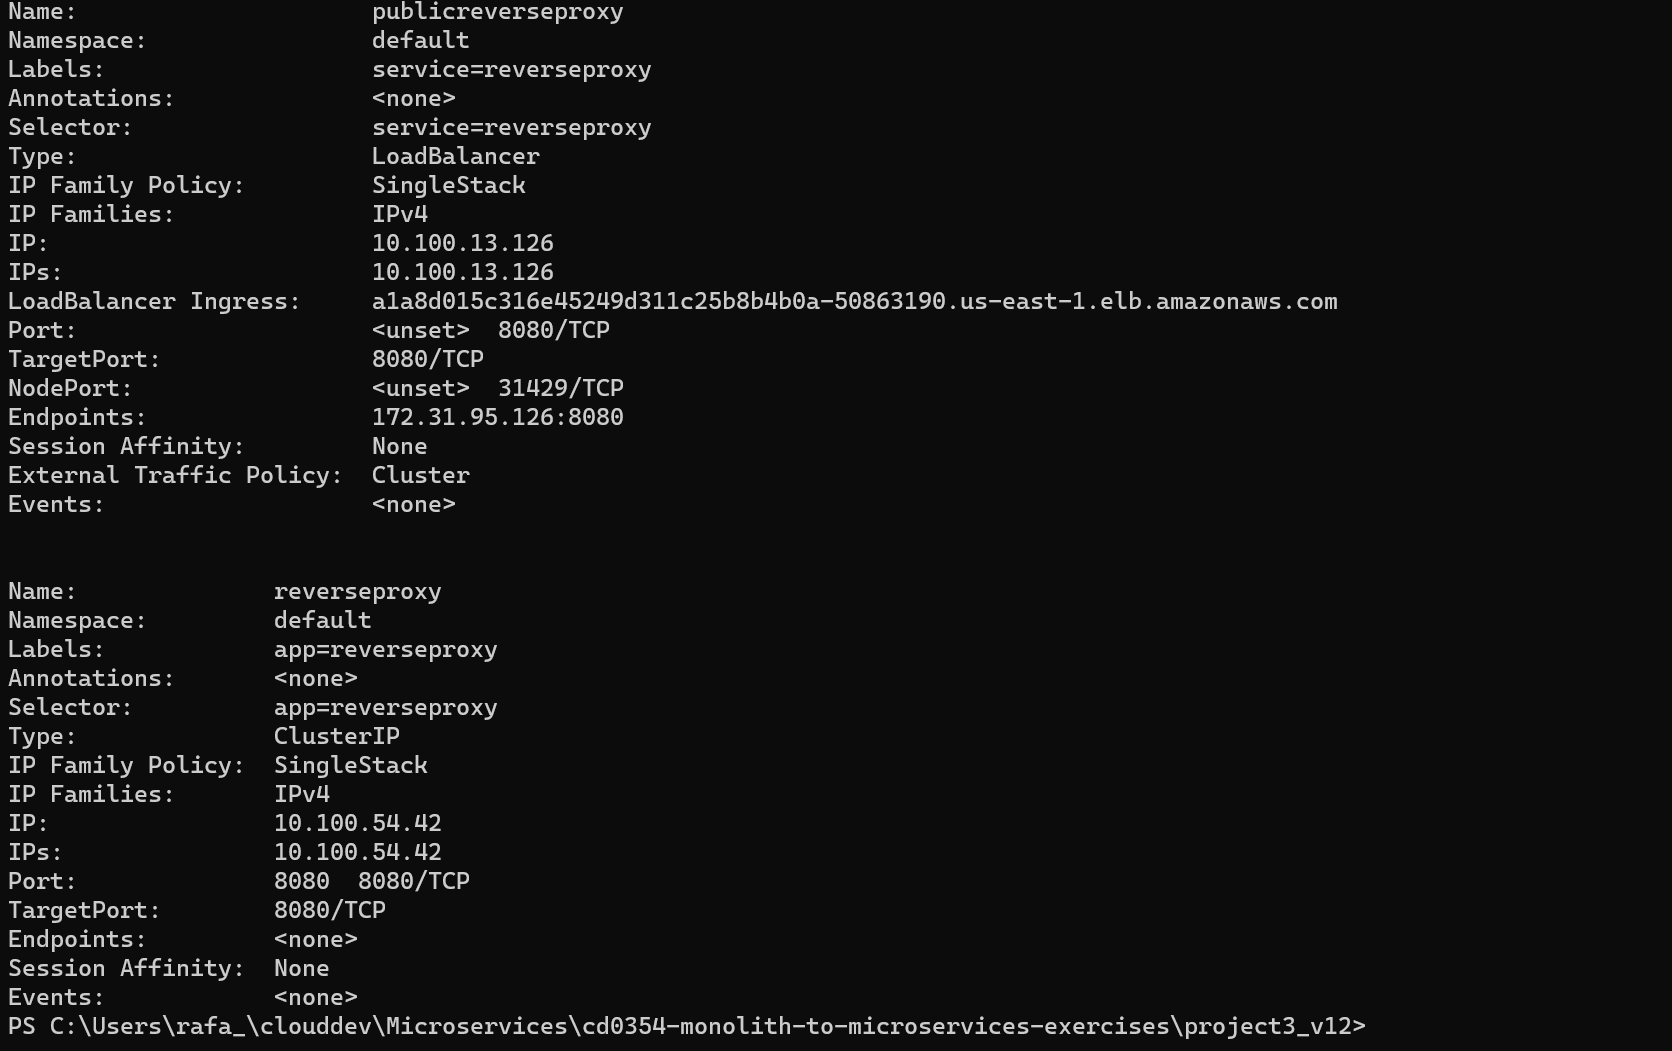 Name:                     publicreverseproxy
Namespace:                default
Labels:                   service=reverseproxy
Annotations:              <none>
Selector:                 service=reverseproxy
Type:                     LoadBalancer
IP Family Policy:         SingleStack
IP Families:              IPv4
IP:                       10.100.13.126
IPs:                      10.100.13.126
LoadBalancer Ingress:     a1a8d015c316e45249d311c25b8b4b0a-50863190.us-east-1.elb.amazonaws.com
Port:                     <unset>  8080/TCP
TargetPort:               8080/TCP
NodePort:                 <unset>  31429/TCP
Endpoints:                172.31.95.126:8080
Session Affinity:         None
External Traffic Policy:  Cluster
Events:                   <none>
Name:              reverseproxy
Namespace:         default
Labels:            app=reverseproxy
Annotations:       <none>
Selector:          app=reverseproxy
Type:              ClusterIP
IP Family Policy:  SingleStack
IP Families:       IPv4
IP:                10.100.54.42
IPs:               10.100.54.42
Port:              8080  8080/TCP
TargetPort:        8080/TCP
Endpoints:         <none>
Session Affinity:  None
Events:            <none>
PS C:\Users\rafa_\clouddev\Microservices\cd0354-monolith-to-microservices-exercises\project3_v12>